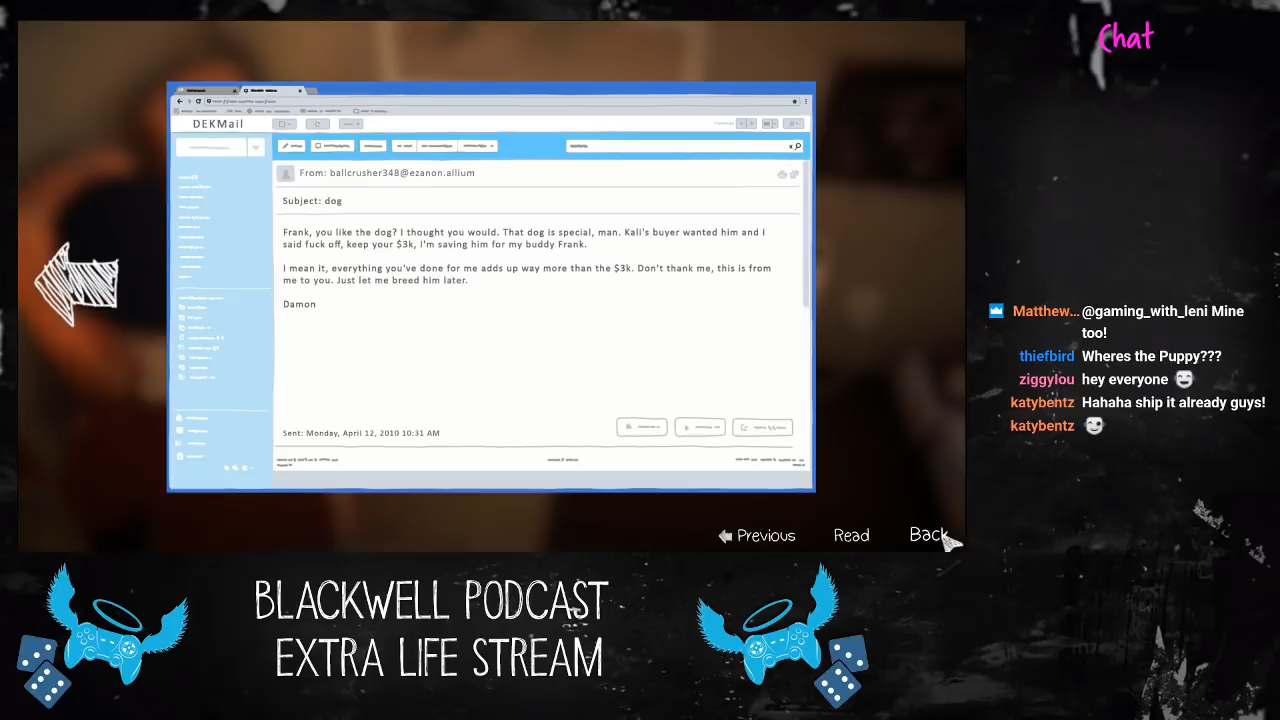 Chat
DEKMail
From: ballcrusher348@ezanon.allium
Subject: dog
Frank, you like the dog? I thought you would. That dog is special, man. Kali's buyer wanted him and I
said fuck off, keep your $3k, I'm saving him for my buddy Frank.
I mean it, everything you've done for me adds up way more than the $3k. Don't thank me, this is from
me to you. Just let me breed him later.
Damon
Sent: Monday, April 12, 2010 10:31 AM
Previous Read Back
Matthew... @gaming_with_leni Mine
too!
thiefbird Wheres the Puppy???
ziggylou hey everyone
katybentz Hahaha ship it already guys!
katybentz
BLACKWELL PODCAST
EXTRA LIFE STREAM